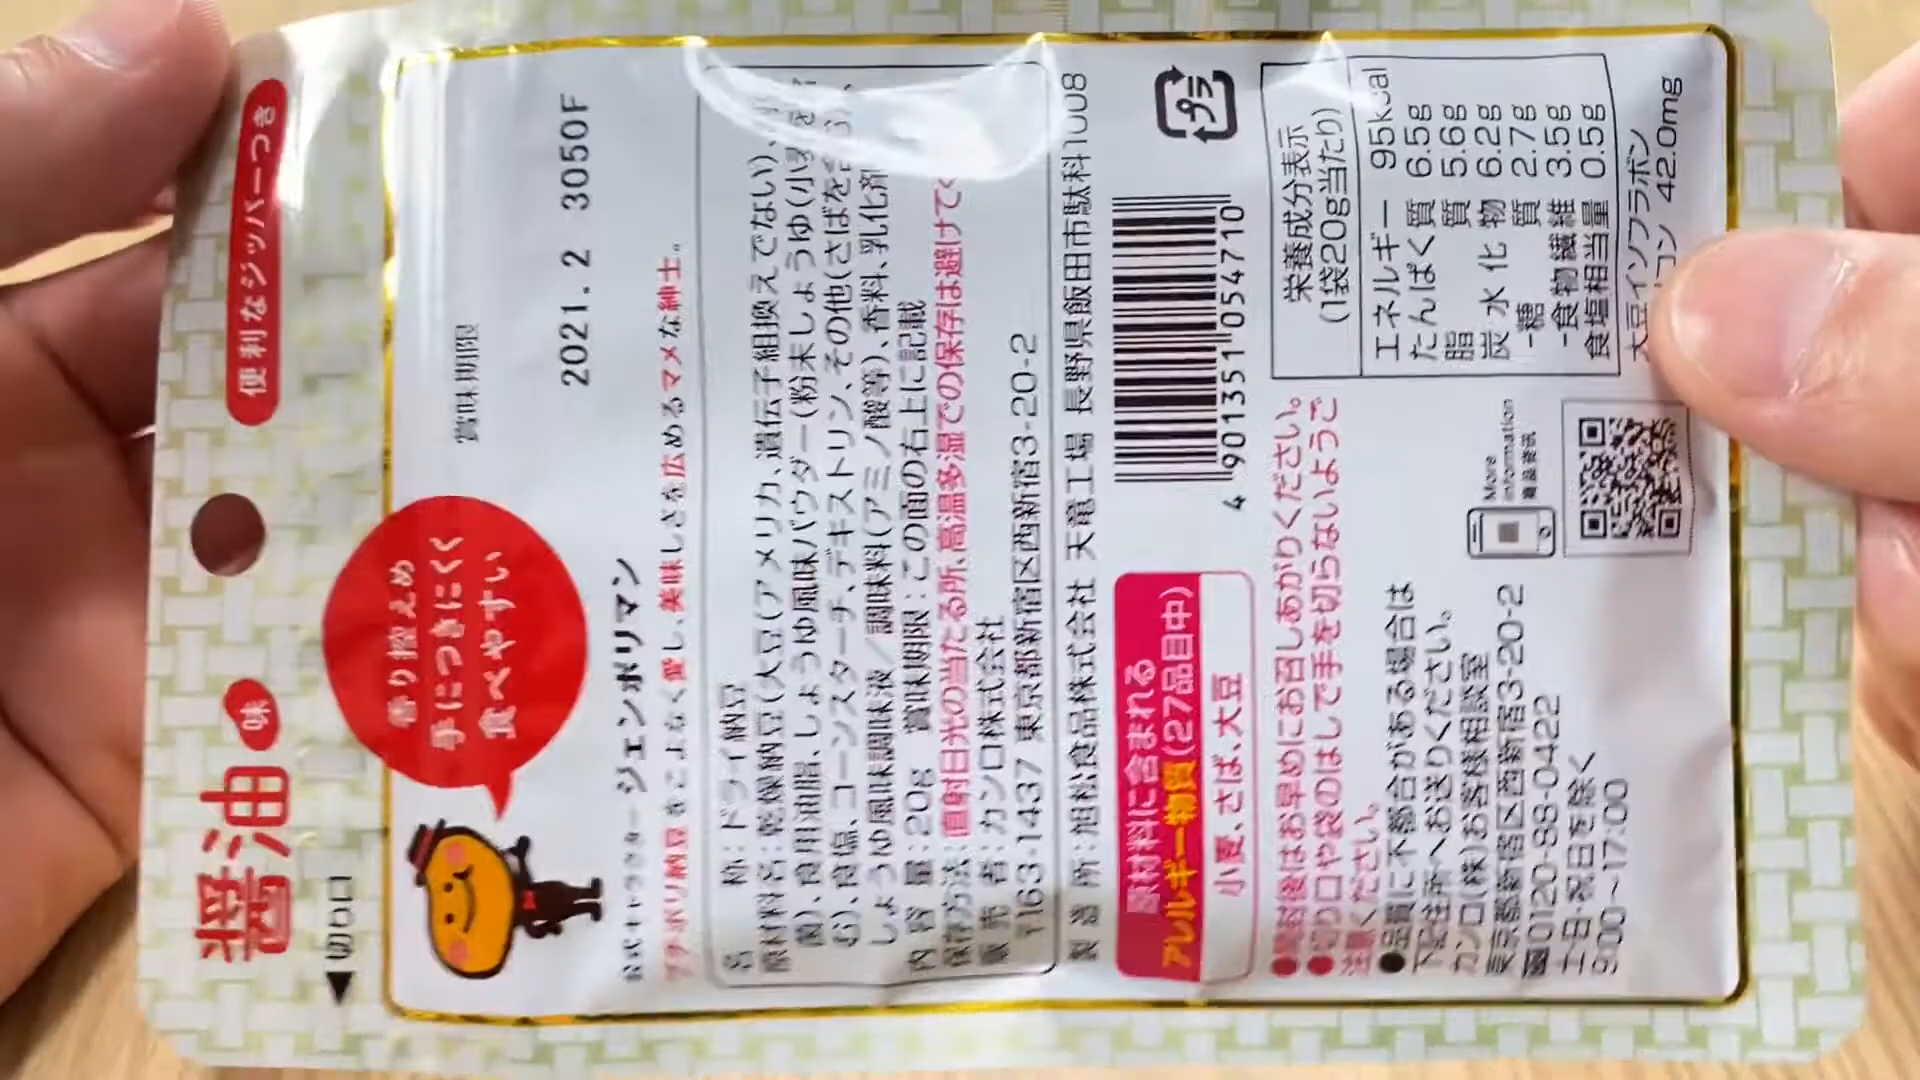 便利なジッパーつき
醤油味
◀切り口
香り控えめ
手につきにくく
食べやすい
賞味期限
2021. 2 3050F
公式キャラクター ジェンポリマン
プチポリ納豆をこよなく愛し、美味しさを広めるマメな紳士。
名 称:ドライ納豆
原材料名:乾燥納豆(大豆(アメリカ、遺伝子組換えでない)、
菌)、食用油脂、しょうゆ風味パウダー(粉末しょうゆ(小麦を
む)、食塩、コーンスターチ、デキストリン、その他(さばを含む)、
しょうゆ風味調味液/調味料(アミノ酸等)、香料、乳化剤
内 容 量:20g 賞味期限:この面の右上に記載
保存方法:直射日光の当たる所、高温多湿での保存は避けてく
販 売 者:カンロ株式会社
〒163-1437 東京都新宿区西新宿3-20-2
製 造 所:旭松食品株式会社 天竜工場 長野県飯田市駄科1008
原材料に含まれる
アレルギー物質(27品目中)
小麦、さば、大豆
4 901351 054710
プラ
●開封後はお早めにお召しあがりください。
●切り口や袋のはしで手を切らないようご
注意ください。
●品質に不都合がある場合は
下記住所へお送りください。
カンロ(株)お客様相談室
東京都新宿区西新宿3-20-2
0120-88-0422
土・日・祝日を除く
9:00~17:00
More
information
商品資訊
栄養成分表示
(1袋20g当たり)
エネルギー 95kcal
たんぱく質 6.5g
脂質 5.6g
炭水化物 6.2g
-糖質 2.7g
-食物繊維 3.5g
食塩相当量 0.5g
大豆イソフラボン
コン 42.0mg